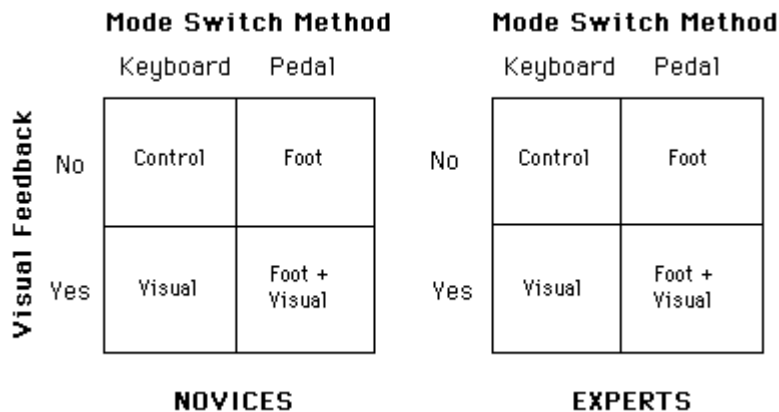 Mode Switch Method Mode Switch Method
Keyboard Pedal Keyboard Pedal
Visual Feedback
No Control Foot No Control Foot
Yes Visual Foot + Visual Yes Visual Foot + Visual
NOVICES EXPERTS